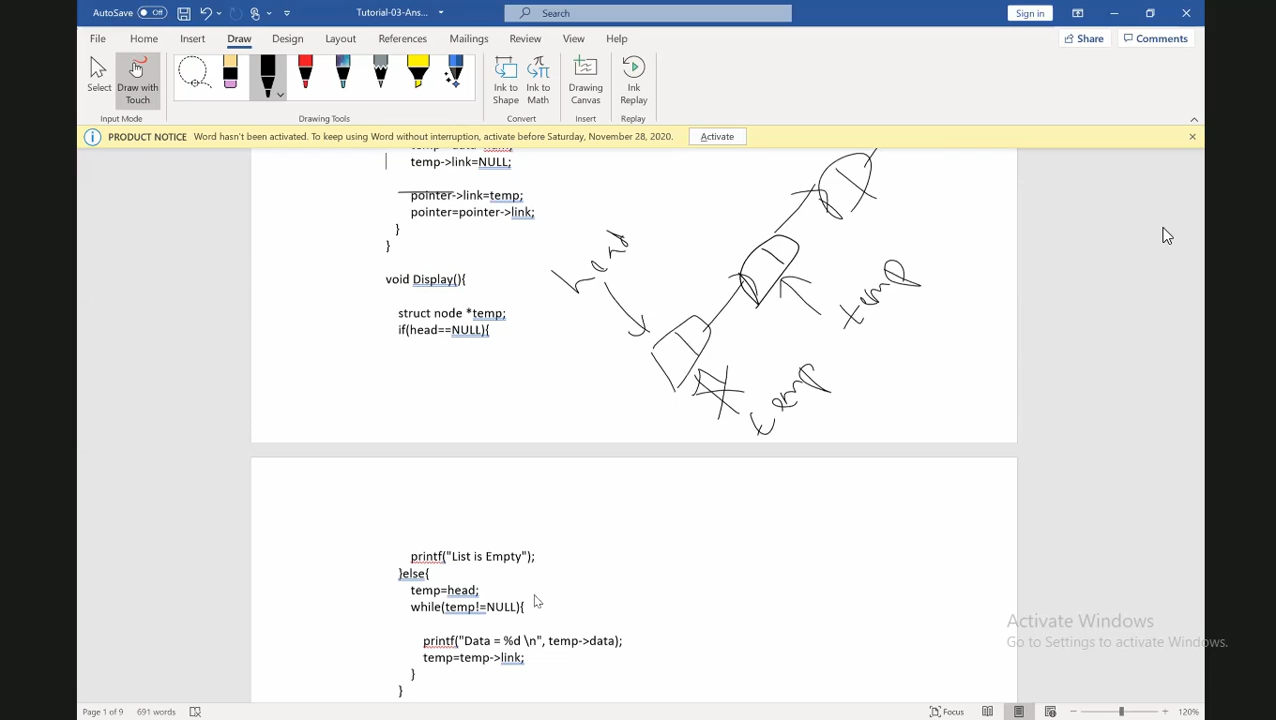 AutoSave Off Tutorial-03-Ans... Search Sign in
File Home Insert Draw Design Layout References Mailings Review View Help Share Comments
Select Draw with Touch Ink to Shape Ink to Math Drawing Canvas Ink Replay
Input Mode Drawing Tools Convert Insert Replay
PRODUCT NOTICE Word hasn't been activated. To keep using Word without interruption, activate before Saturday, November 28, 2020. Activate
temp->link=NULL;
pointer->link=temp;
pointer=pointer->link;
}
}
void Display(){
struct node *temp;
if(head==NULL){
temp
temp
printf("List is Empty");
}else{
temp=head;
while(temp!=NULL){
printf("Data = %d \n", temp->data);
temp=temp->link;
}
}
Activate Windows
Go to Settings to activate Windows.
Page 1 of 9 691 words Focus 120%